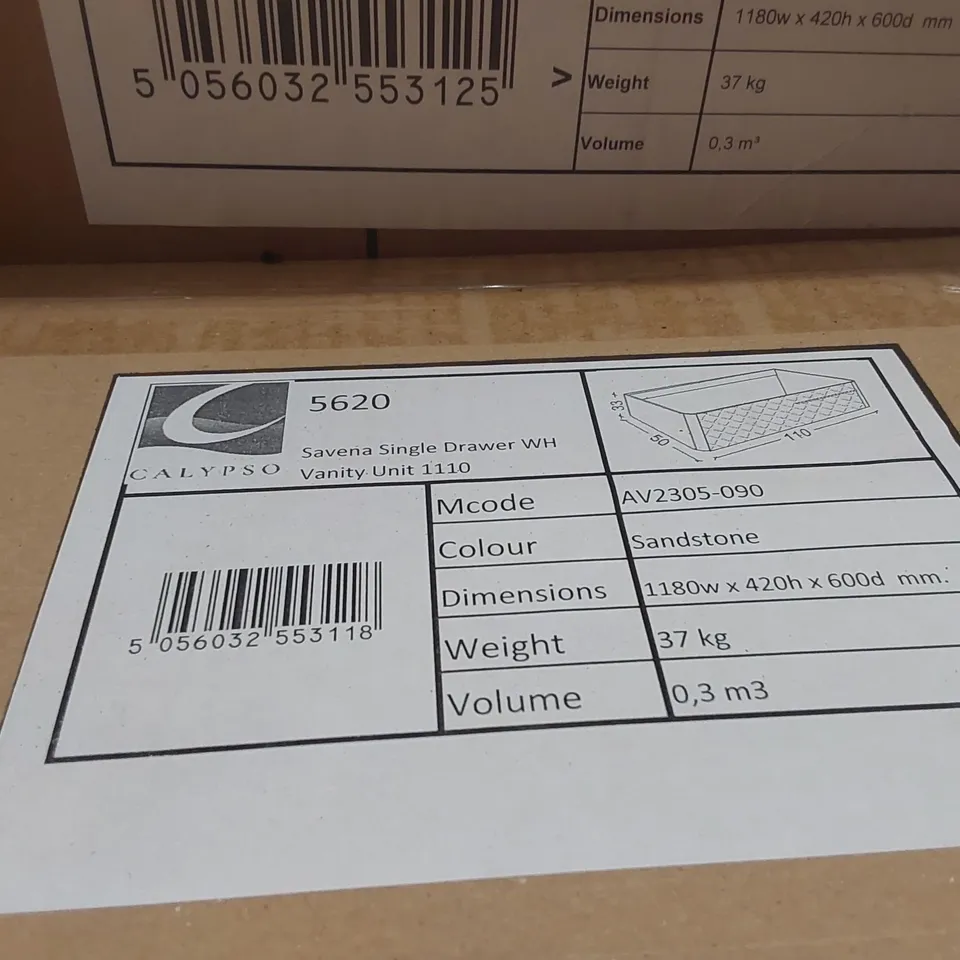 5 056032 553125 >
Dimensions 1180w x 420h x 600d mm
Weight 37 kg
Volume 0,3 m³
CALYPSO
5620
Savena Single Drawer WH
Vanity Unit 1110
33
50
110
5 056032 553118
Mcode AV2305-090
Colour Sandstone
Dimensions 1180w x 420h x 600d mm.
Weight 37 kg
Volume 0,3 m3